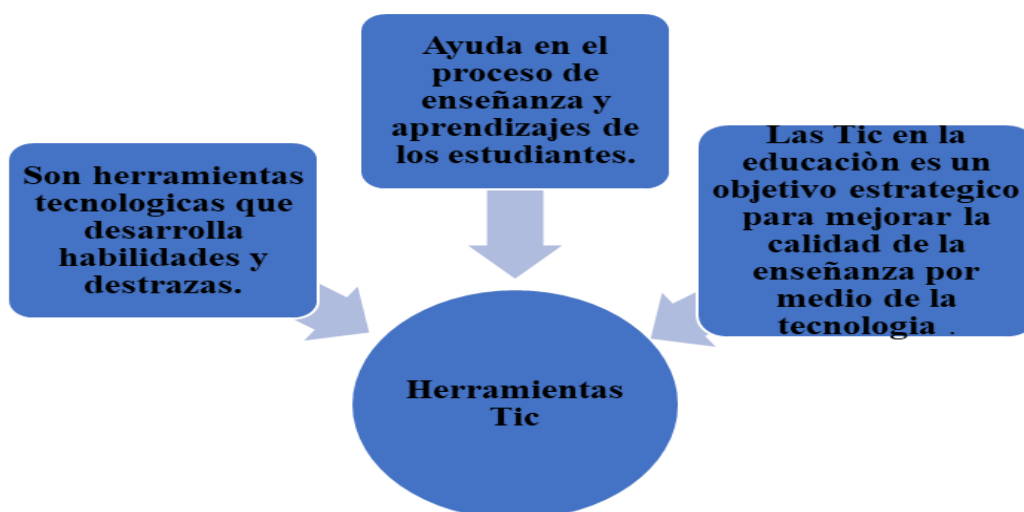 Son herramientas
tecnologicas que
desarrolla
habilidades y
destrazas.
Ayuda en el
proceso de
enseñanza y
aprendizajes de
los estudiantes.
Las Tic en la
educaciòn es un
objetivo estrategico
para mejorar la
calidad de la
enseñanza por
medio de la
tecnologia .
Herramientas
Tic